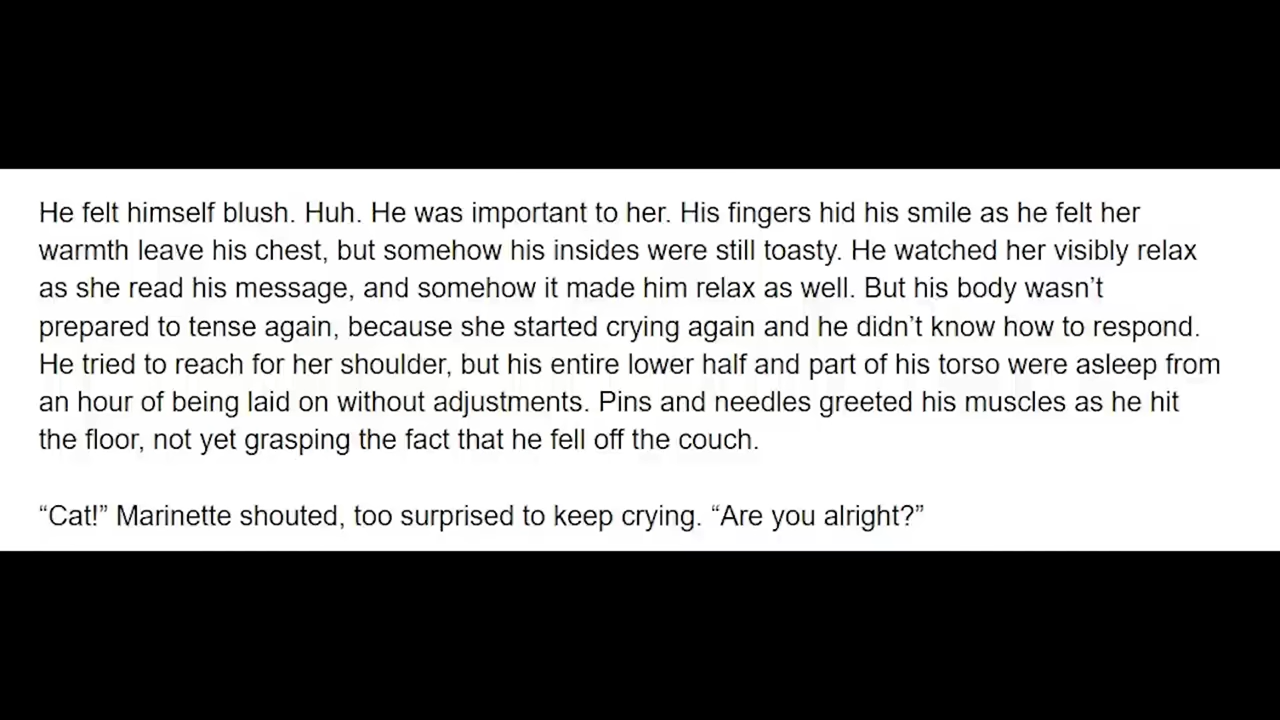 He felt himself blush. Huh. He was important to her. His fingers hid his smile as he felt her
warmth leave his chest, but somehow his insides were still toasty. He watched her visibly relax
as she read his message, and somehow it made him relax as well. But his body wasn’t
prepared to tense again, because she started crying again and he didn’t know how to respond.
He tried to reach for her shoulder, but his entire lower half and part of his torso were asleep from
an hour of being laid on without adjustments. Pins and needles greeted his muscles as he hit
the floor, not yet grasping the fact that he fell off the couch.
“Cat!” Marinette shouted, too surprised to keep crying. “Are you alright?”